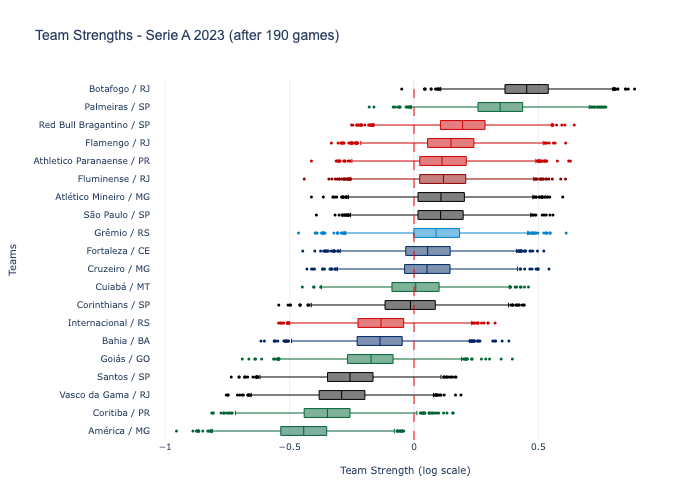 Team Strengths - Serie A 2023 (after 190 games)
Botafogo / RJ
Palmeiras / SP
Red Bull Bragantino / SP
Flamengo / RJ
Athletico Paranaense / PR
Fluminense / RJ
Atlético Mineiro / MG
São Paulo / SP
Grêmio / RS
Fortaleza / CE
Cruzeiro / MG
Cuiabá / MT
Corinthians / SP
Internacional / RS
Bahia / BA
Goiás / GO
Santos / SP
Vasco da Gama / RJ
Coritiba / PR
América / MG
Teams
−1 −0.5 0 0.5
Team Strength (log scale)